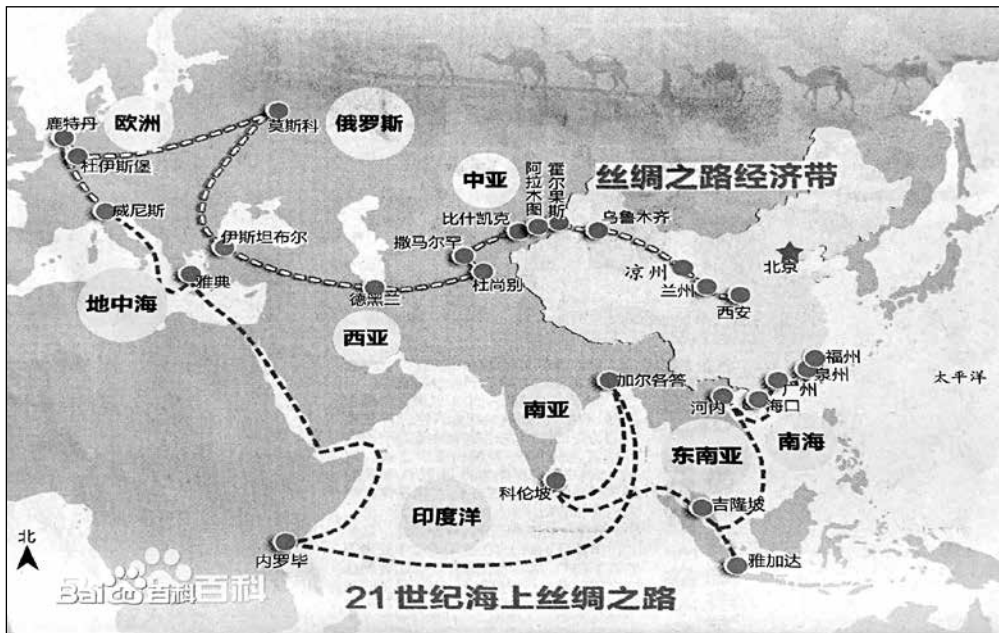 鹿特丹
欧洲
莫斯科
俄罗斯
杜伊斯堡
中亚
阿拉木图
霍尔果斯
丝绸之路经济带
威尼斯
比什凯克
乌鲁木齐
伊斯坦布尔
撒马尔罕
凉州
北京
雅典
杜尚别
兰州
地中海
德黑兰
西安
西亚
福州
泉州
太平洋
加尔各答
广州
南亚
河内
海口
东南亚
南海
科伦坡
吉隆坡
印度洋
北
内罗毕
雅加达
Bai百科百科
21世纪海上丝绸之路